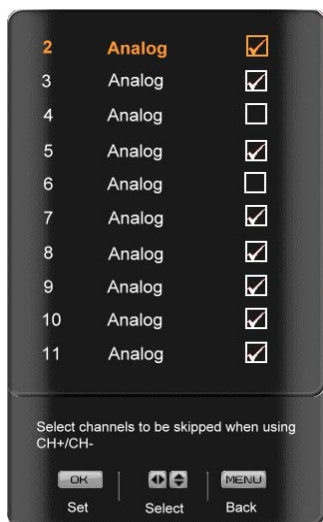 2 Analog
3 Analog
4 Analog
5 Analog
6 Analog
7 Analog
8 Analog
9 Analog
10 Analog
11 Analog
Select channels to be skipped when using
CH+/CH-
OK MENU
Set Select Back